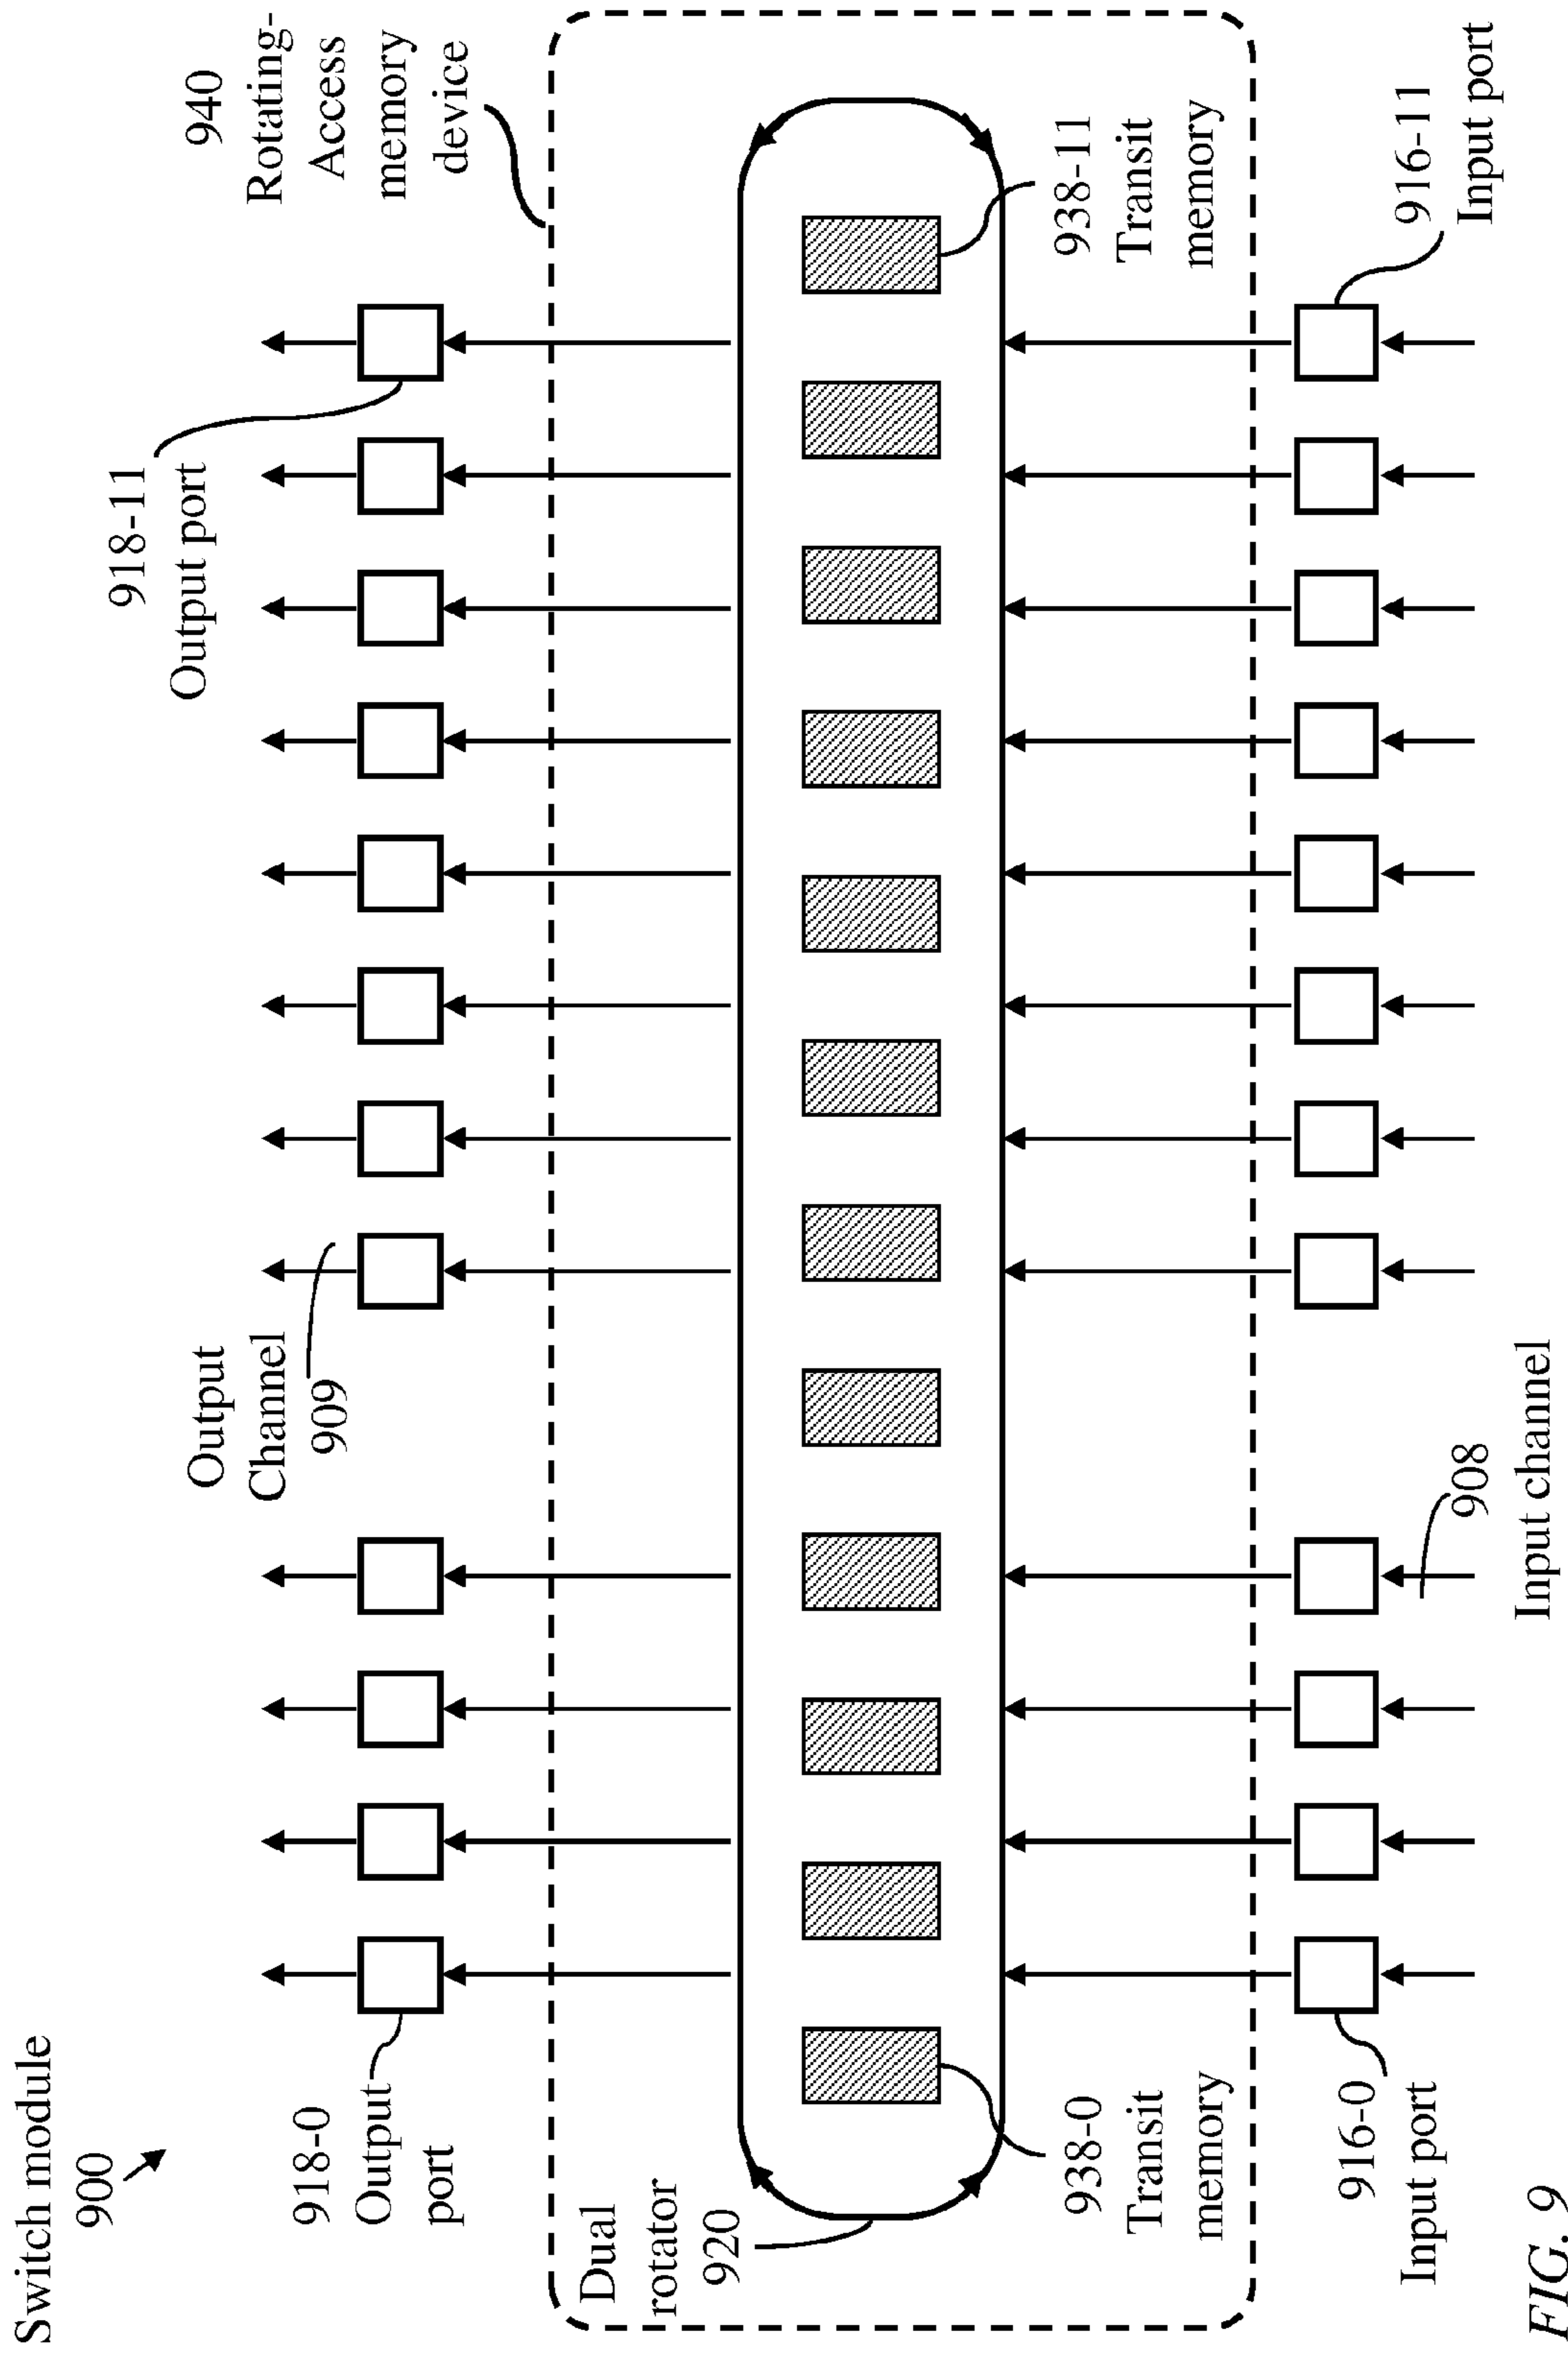 Switch module
900
918-0
Output
port
Output
Channel
909
918-11
Output port
940
Rotating-
Access
memory
device
Dual
rotator
920
938-0
Transit
memory
938-11
Transit
memory
916-0
Input port
908
Input channel
916-11
Input port
FIG. 9